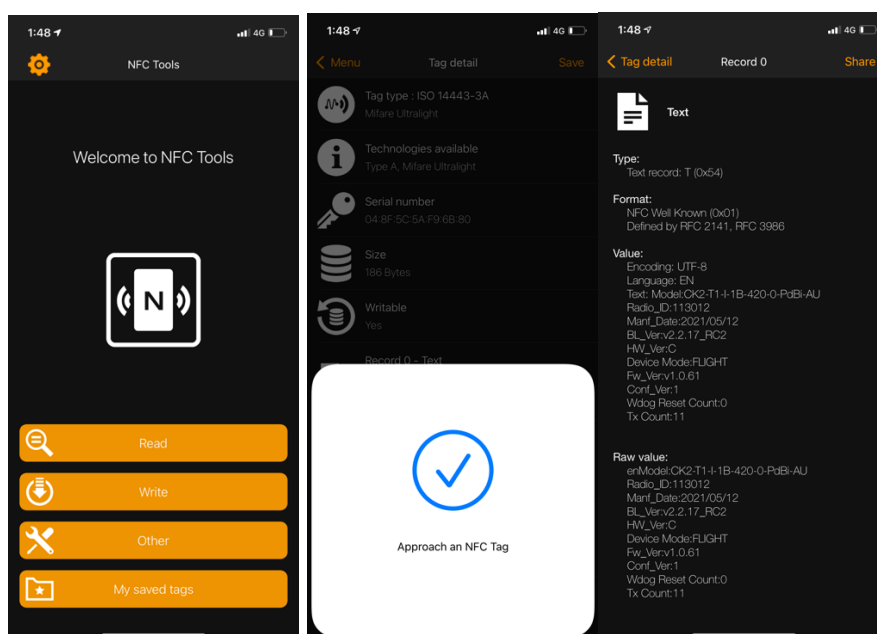 1:48
4G
NFC Tools
Welcome to NFC Tools
N
Read
Write
Other
My saved tags
1:48
4G
Menu
Tag detail
Save
Tag type : ISO 14443-3A
Mifare Ultralight
Technologies available
Type A, Mifare Ultralight
Serial number
04:8F:5C:5A:F9:6B:80
Size
186 Bytes
Writable
Yes
Record 0 - Text
Approach an NFC Tag
1:48
4G
Tag detail
Record 0
Share
Text
Type:
Text record: T (0x54)
Format:
NFC Well Known (0x01)
Defined by RFC 2141, RFC 3986
Value:
Encoding: UTF-8
Language: EN
Text: Model:CK2-T1-I-1B-420-0-PdBi-AU
Radio_ID:113012
Manf_Date:2021/05/12
BL_Ver:v2.2.17_RC2
HW_Ver:C
Device Mode:FLIGHT
Fw_Ver:v1.0.61
Conf_Ver:1
Wdog Reset Count:0
Tx Count:11
Raw value:
enModel:CK2-T1-I-1B-420-0-PdBi-AU
Radio_ID:113012
Manf_Date:2021/05/12
BL_Ver:v2.2.17_RC2
HW_Ver:C
Device Mode:FLIGHT
Fw_Ver:v1.0.61
Conf_Ver:1
Wdog Reset Count:0
Tx Count:11